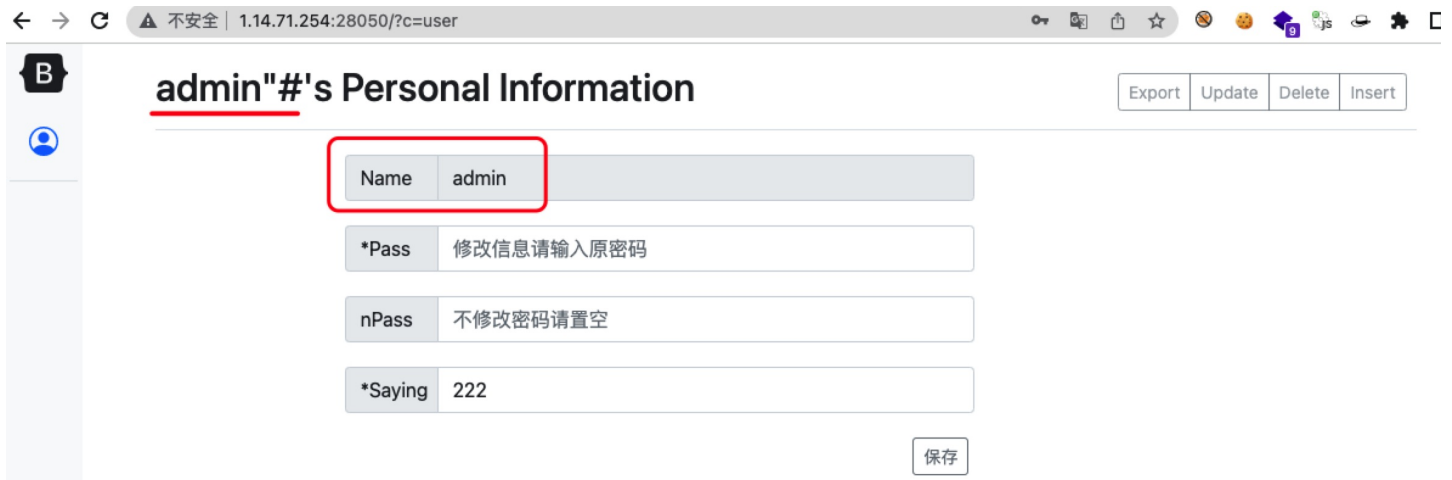 不安全 1.14.71.254:28050/?c=user
9
js
B
admin"#'s Personal Information
Export Update Delete Insert
Name admin
*Pass 修改信息请输入原密码
nPass 不修改密码请置空
*Saying 222
保存